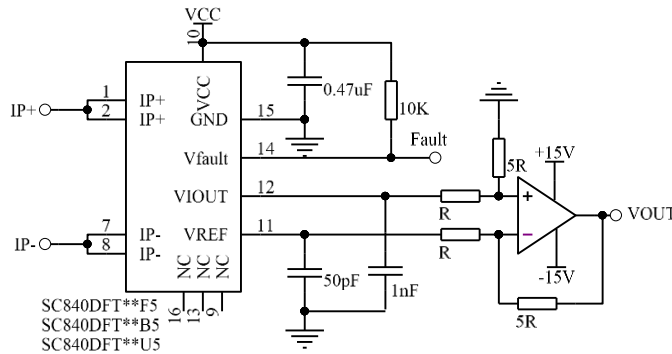 VCC
10
1
IP+
VCC
0.47uF
10K
IP+
2
IP+
GND
15
Fault
Vfault
14
5R
+15V
VIOUT
12
R
+
VOUT
7
IP-
VREF
11
R
-
IP-
8
IP-
NC
NC
NC
50pF
1nF
-15V
5R
16
13
9
SC840DFT**F5
SC840DFT**B5
SC840DFT**U5